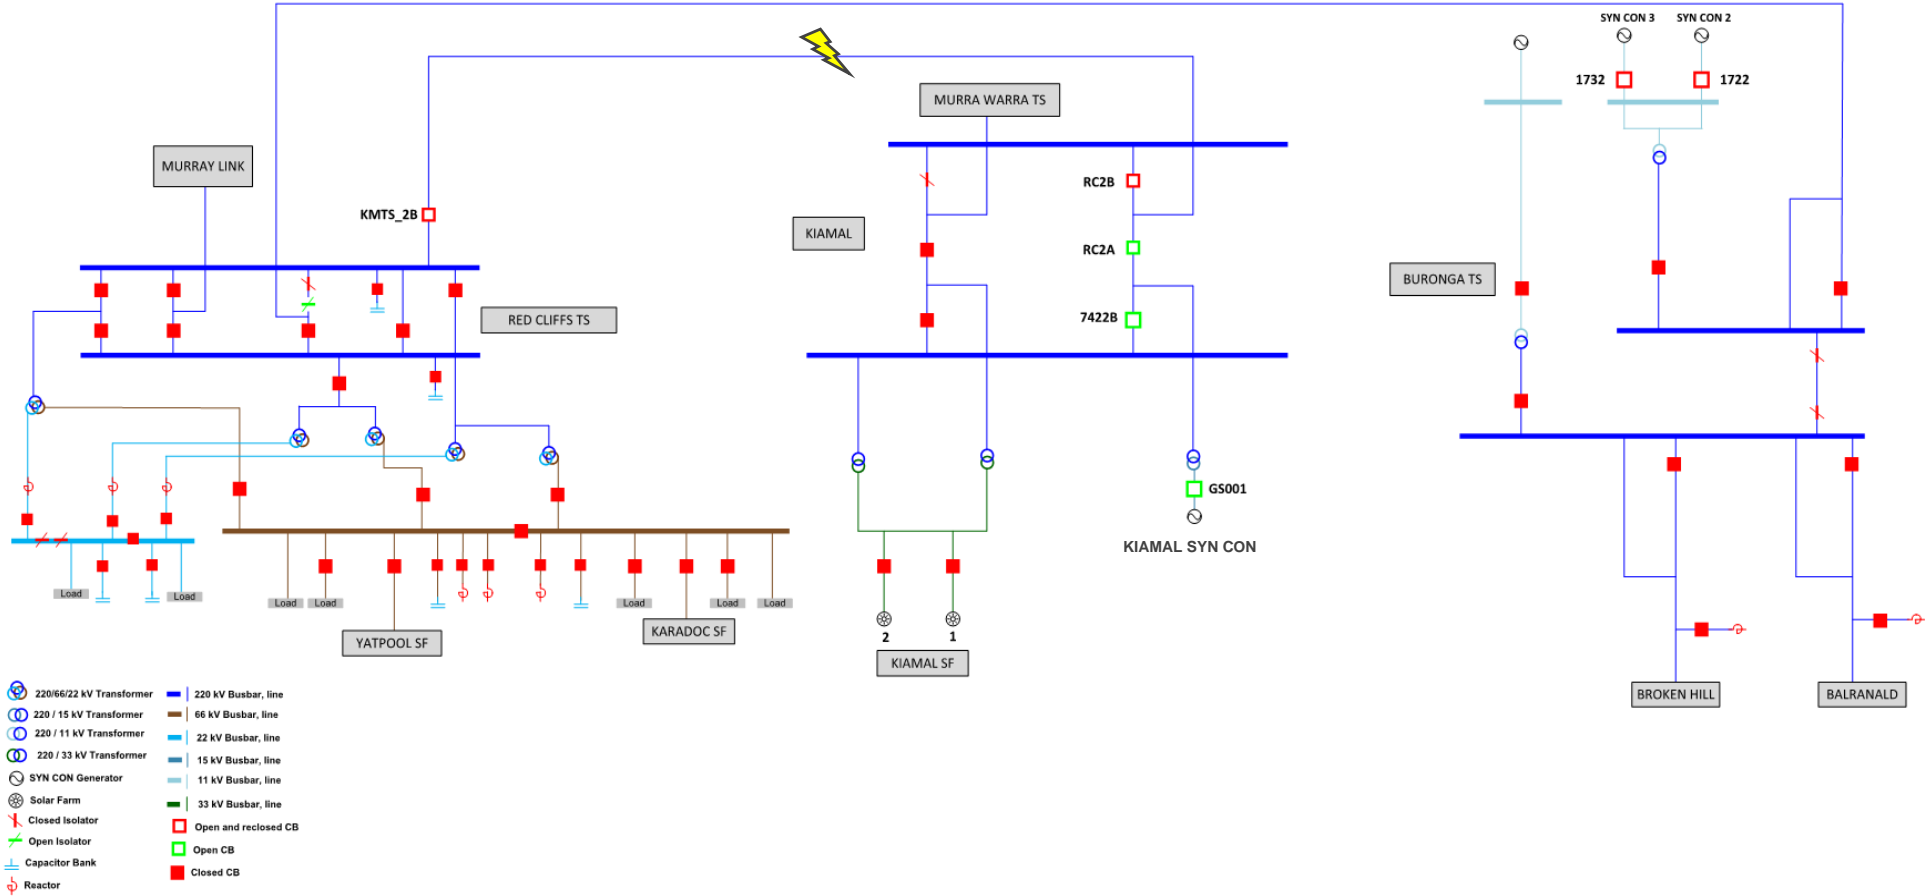 SYN CON 3
SYN CON 2
1732
1722
MURRA WARRA TS
MURRAY LINK
RC2B
KMTS_2B
KIAMAL
RC2A
BURONGA TS
RED CLIFFS TS
7422B
GS001
KIAMAL SYN CON
Load
Load
Load
Load
Load
Load
Load
YATPOOL SF
KARADOC SF
2
1
KIAMAL SF
BROKEN HILL
BALRANALD
220/66/22 kV Transformer
220 kV Busbar, line
220 / 15 kV Transformer
66 kV Busbar, line
220 / 11 kV Transformer
22 kV Busbar, line
220 / 33 kV Transformer
15 kV Busbar, line
SYN CON Generator
11 kV Busbar, line
Solar Farm
33 kV Busbar, line
Closed Isolator
Open and reclosed CB
Open Isolator
Open CB
Capacitor Bank
Closed CB
Reactor